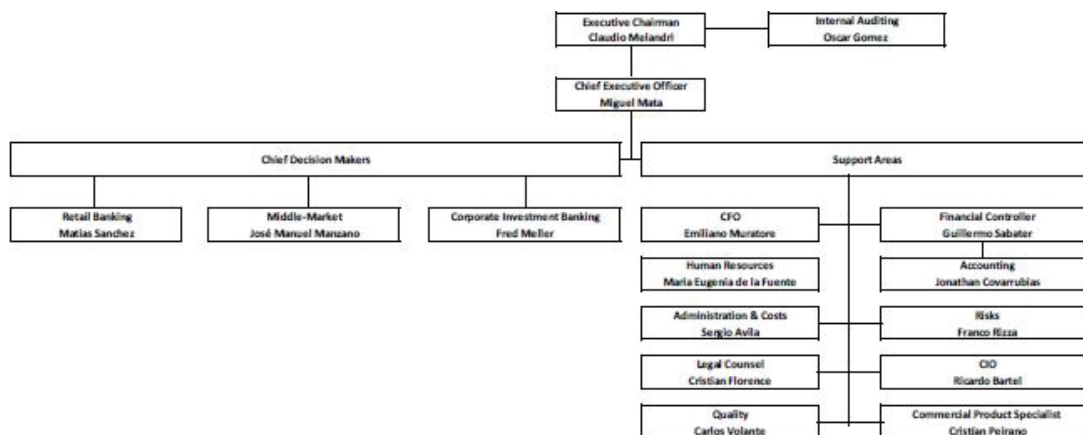 Executive Chairman
Claudio Melandri
Internal Auditing
Oscar Gomez
Chief Executive Officer
Miguel Mata
Chief Decision Makers
Support Areas
Retail Banking
Matias Sanchez
Middle-Market
José Manuel Manzano
Corporate Investment Banking
Fred Meller
CFO
Emiliano Muratore
Financial Controller
Guillermo Sabater
Human Resources
Maria Eugenia de la Fuente
Accounting
Jonathan Covarrubias
Administration & Costs
Sergio Avila
Risks
Franco Rizza
Legal Counsel
Cristian Florence
CIO
Ricardo Bartel
Quality
Carlos Volante
Commercial Product Specialist
Cristian Peirano